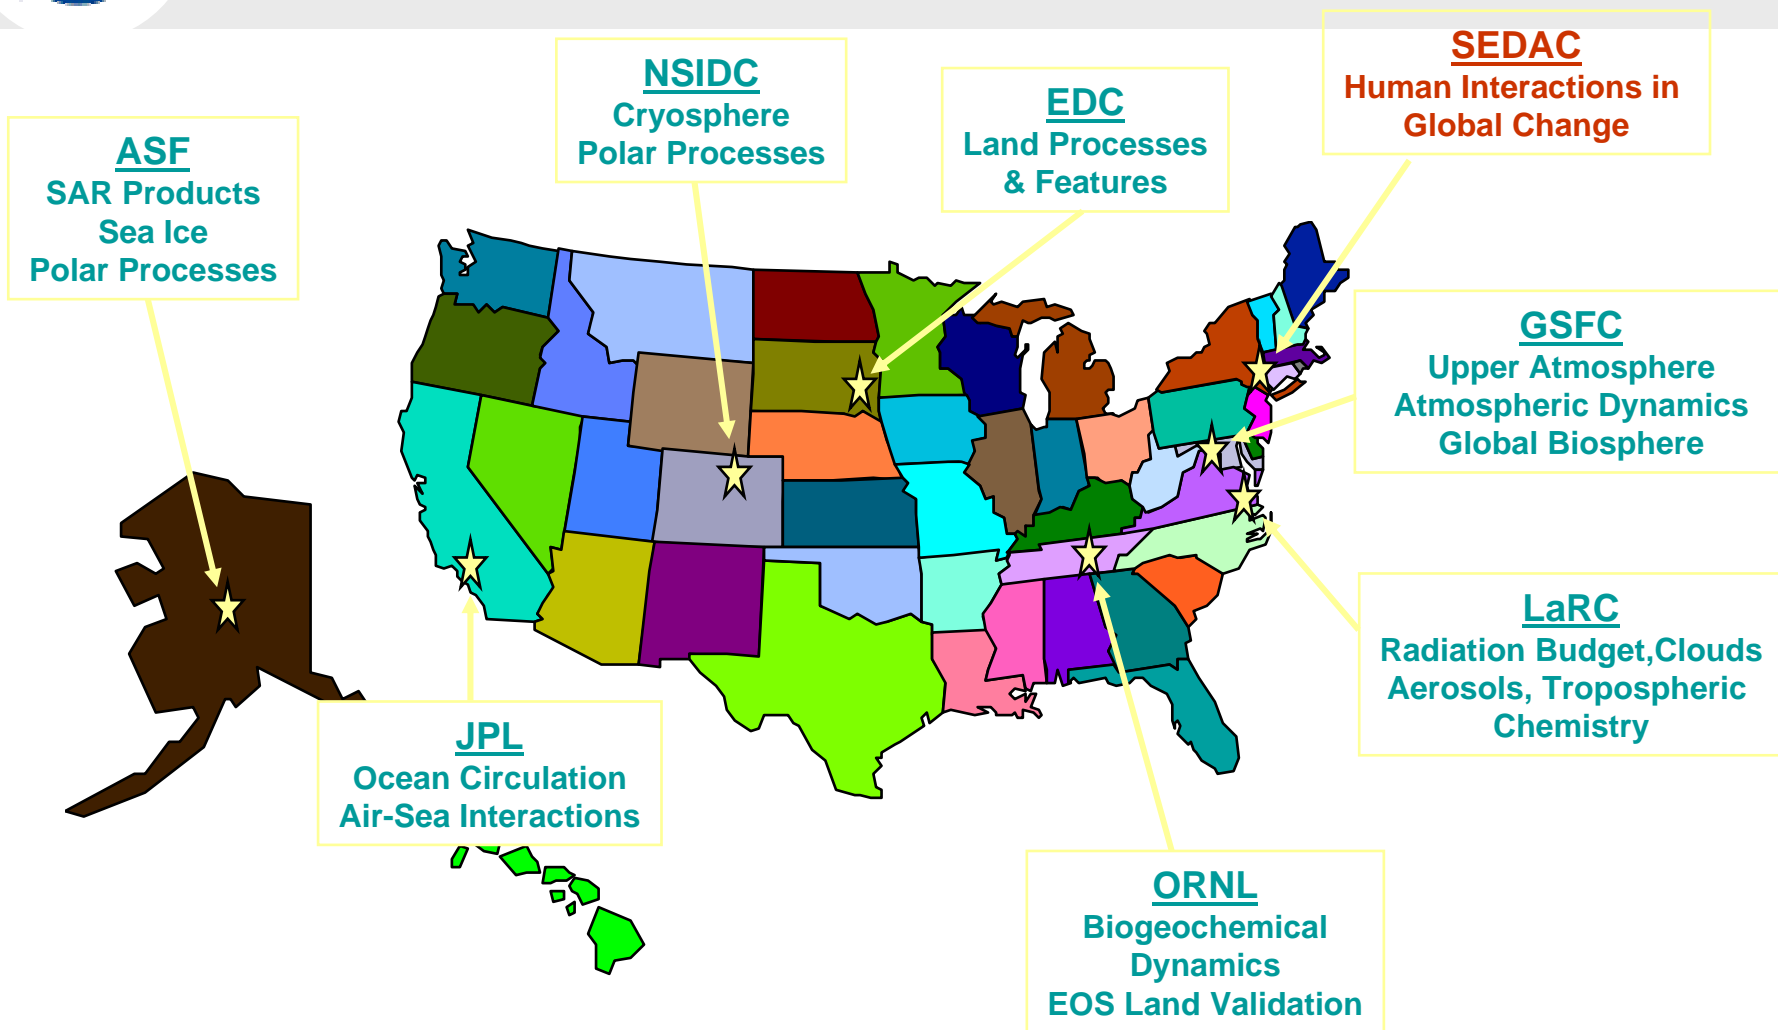 SEDAC
Human Interactions in
Global Change
NSIDC
Cryosphere
Polar Processes
EDC
Land Processes
& Features
ASF
SAR Products
Sea Ice
Polar Processes
GSFC
Upper Atmosphere
Atmospheric Dynamics
Global Biosphere
LaRC
Radiation Budget,Clouds
Aerosols, Tropospheric
Chemistry
JPL
Ocean Circulation
Air-Sea Interactions
ORNL
Biogeochemical
Dynamics
EOS Land Validation